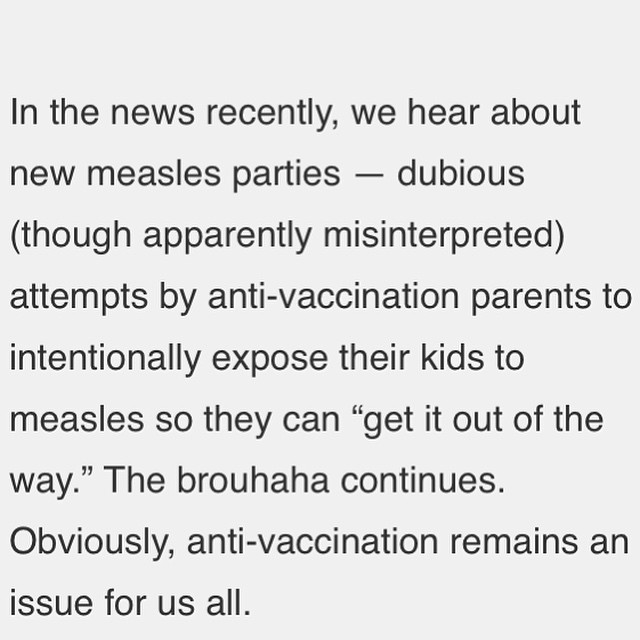 In the news recently, we hear about
new measles parties — dubious
(though apparently misinterpreted)
attempts by anti-vaccination parents to
intentionally expose their kids to
measles so they can “get it out of the
way.” The brouhaha continues.
Obviously, anti-vaccination remains an
issue for us all.